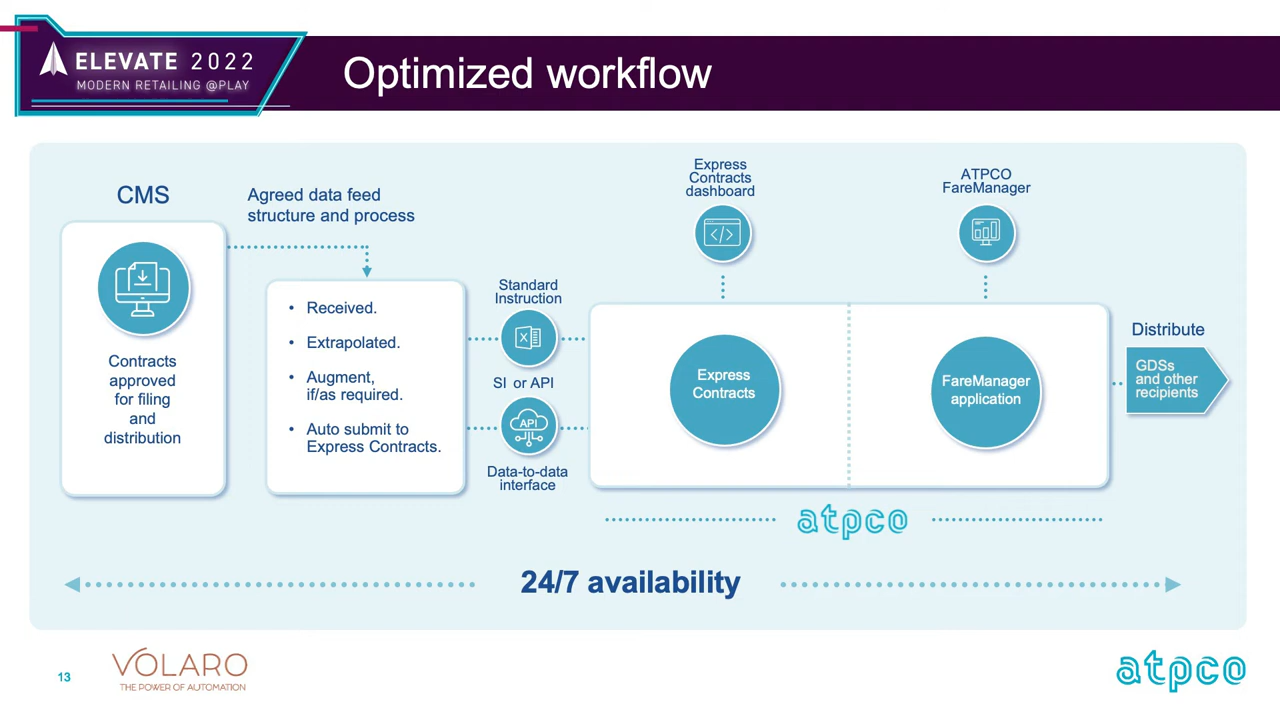 ELEVATE 2022
MODERN RETAILING @PLAY
Optimized workflow
CMS
Contracts
approved
for filing
and
distribution
Agreed data feed
structure and process
• Received.
• Extrapolated.
• Augment,
if/as required.
• Auto submit to
Express Contracts.
Standard
Instruction
X
SI or API
API
Data-to-data
interface
Express
Contracts
dashboard
</>
Express
Contracts
ATPCO
FareManager
FareManager
application
Distribute
GDSs
and other
recipients
atpco
24/7 availability
13
VOLARO
THE POWER OF AUTOMATION
atpco